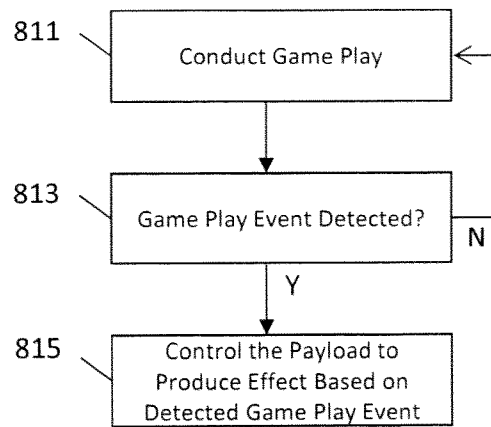 811
Conduct Game Play
813
Game Play Event Detected?
N
Y
815
Control the Payload to
Produce Effect Based on
Detected Game Play Event